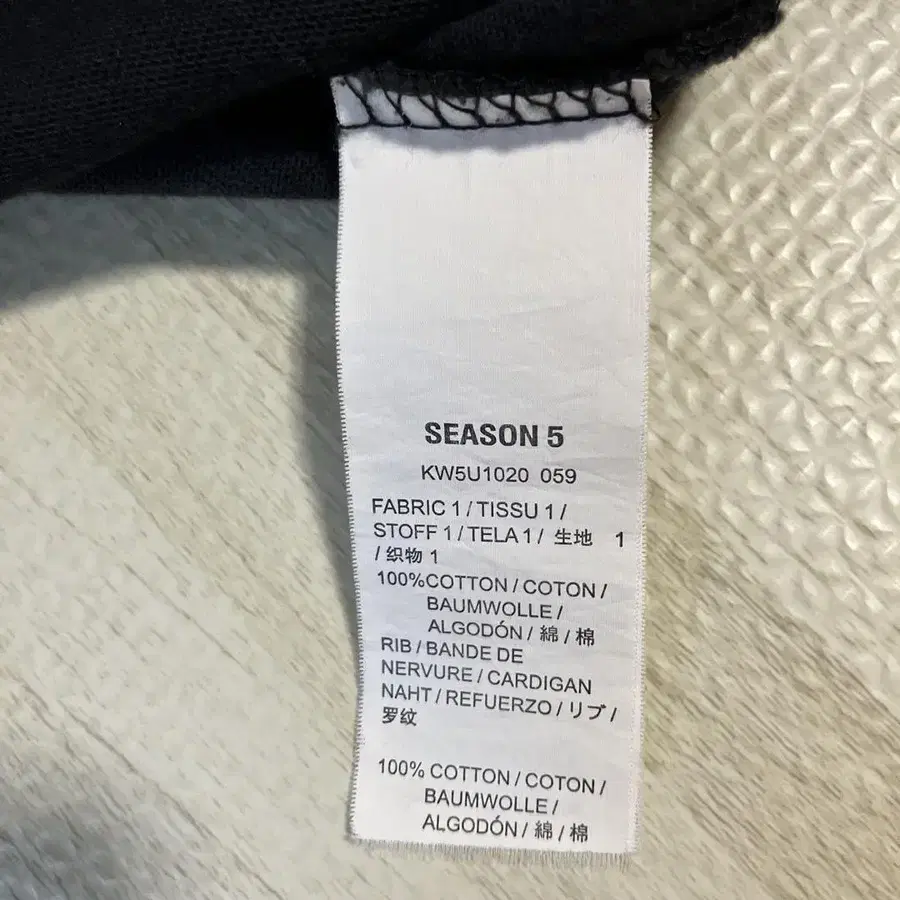 SEASON 5
KW5U1020 059
FABRIC 1 / TISSU 1 /
STOFF 1 / TELA 1 / 生地 1
/ 织物 1
100%COTTON / COTON /
BAUMWOLLE /
ALGODÓN / 綿 / 棉
RIB / BANDE DE
NERVURE / CARDIGAN
NAHT / REFUERZO / リブ /
罗纹
100% COTTON / COTON /
BAUMWOLLE /
ALGODÓN / 綿 / 棉